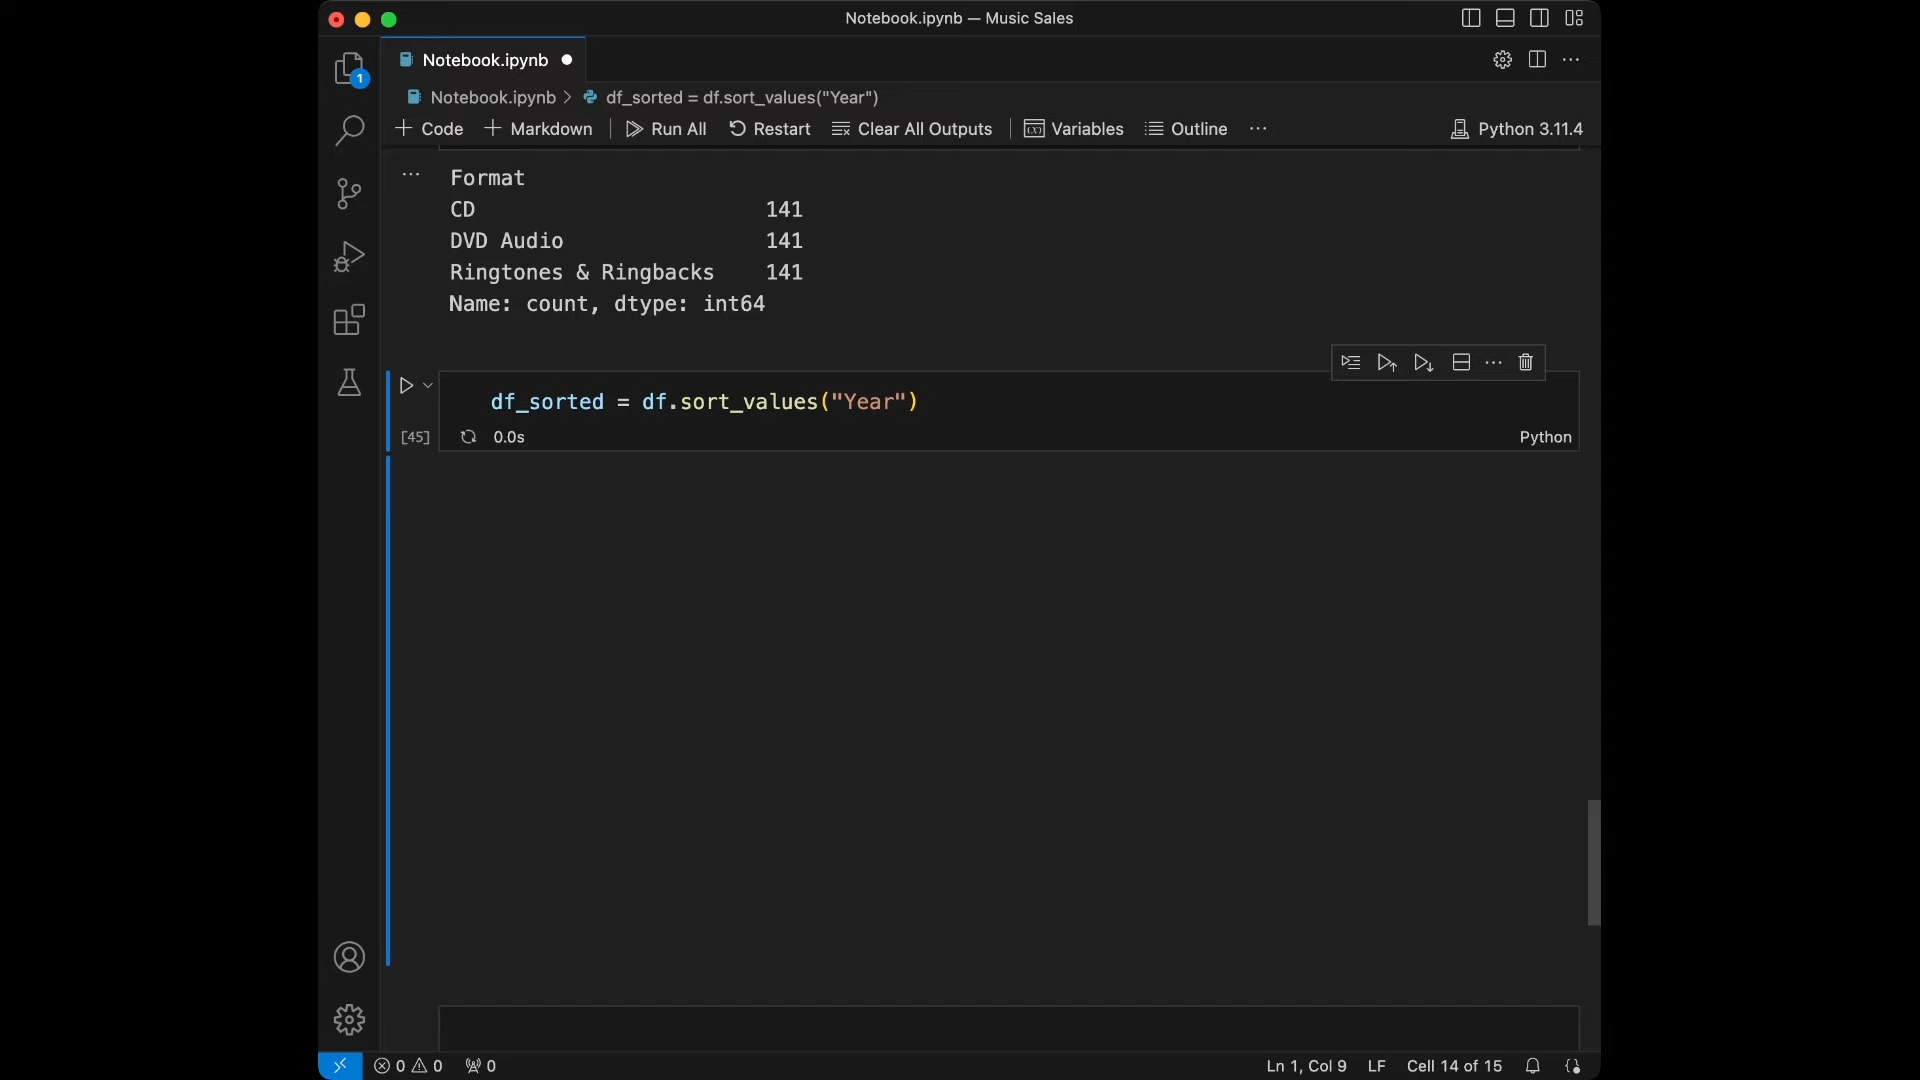 Notebook.ipynb — Music Sales
Notebook.ipynb
1
Notebook.ipynb > df_sorted = df.sort_values("Year")
Code Markdown Run All Restart Clear All Outputs Variables Outline ... Python 3.11.4
Format
CD 141
DVD Audio 141
Ringtones & Ringbacks 141
Name: count, dtype: int64
df_sorted = df.sort_values("Year")
[45] 0.0s Python
0 0 0 Ln 1, Col 9 LF Cell 14 of 15